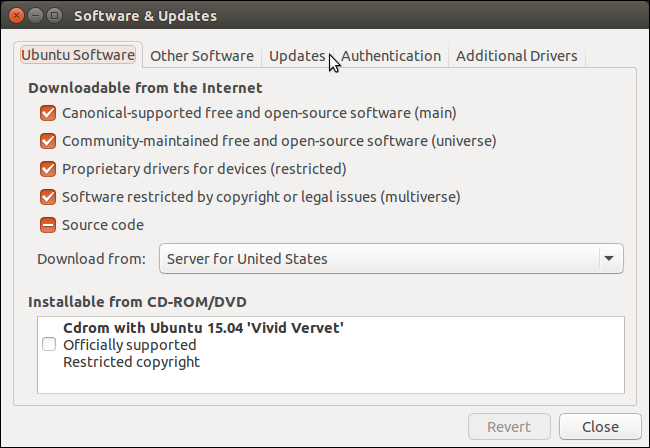 Software & Updates
Ubuntu Software Other Software Updates Authentication Additional Drivers
Downloadable from the Internet
Canonical-supported free and open-source software (main)
Community-maintained free and open-source software (universe)
Proprietary drivers for devices (restricted)
Software restricted by copyright or legal issues (multiverse)
Source code
Download from: Server for United States
Installable from CD-ROM/DVD
Cdrom with Ubuntu 15.04 'Vivid Vervet'
Officially supported
Restricted copyright
Revert Close